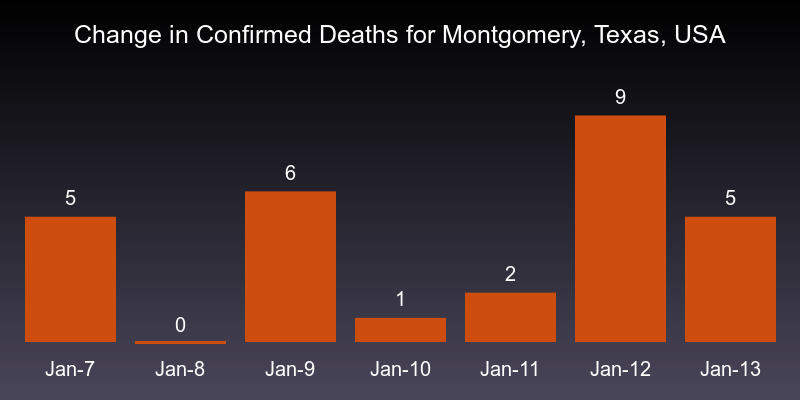 Change in Confirmed Deaths for Montgomery, Texas, USA
5
0
6
1
2
9
5
Jan-7
Jan-8
Jan-9
Jan-10
Jan-11
Jan-12
Jan-13